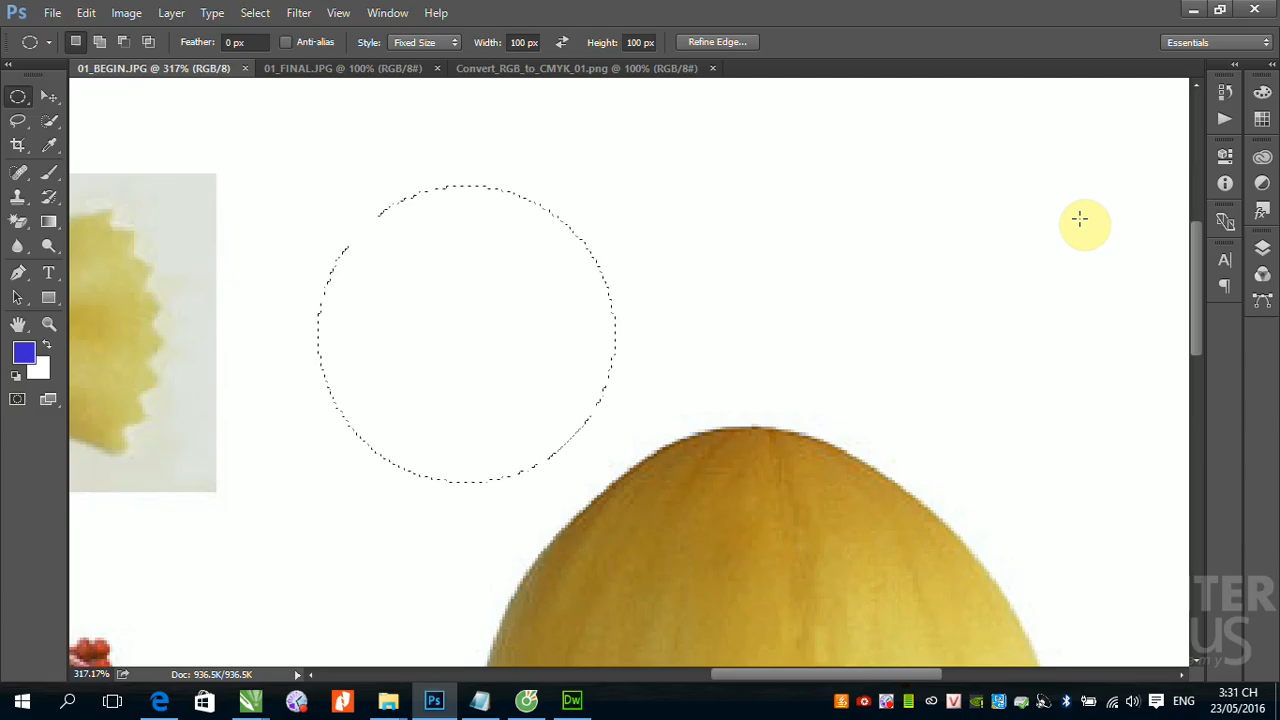 Ps File Edit Image Layer Type Select Filter View Window Help
Feather: 0 px Anti-alias Style: Fixed Size Width: 100 px Height: 100 px Refine Edge... Essentials
01_BEGIN.JPG @ 317% (RGB/8) × 01_FINAL.JPG @ 100% (RGB/8#) × Convert_RGB_to_CMYK_01.png @ 100% (RGB/8#) ×
TER
US
my
317.17% Doc: 936.5K/936.5K
ENG
3:31 CH
23/05/2016